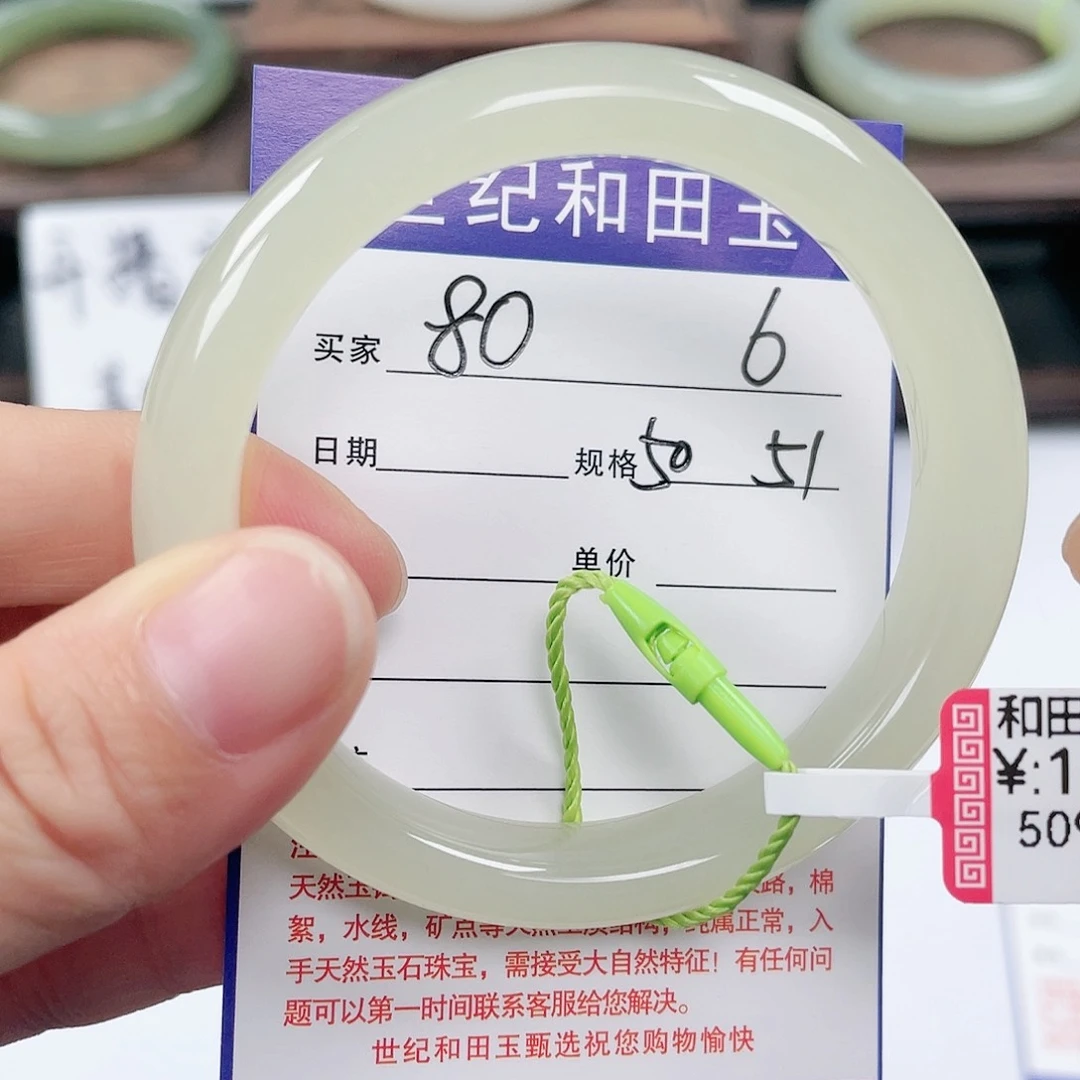 世纪和田玉
买家 80 6
日期 规格 50 51
单价
天然玉 路，棉
絮，水线，矿点等天然 结构，纯属正常，入
手天然玉石珠宝，需接受大自然特征！有任何问
题可以第一时间联系客服给您解决。
世纪和田玉甄选祝您购物愉快
和田
¥:1
509